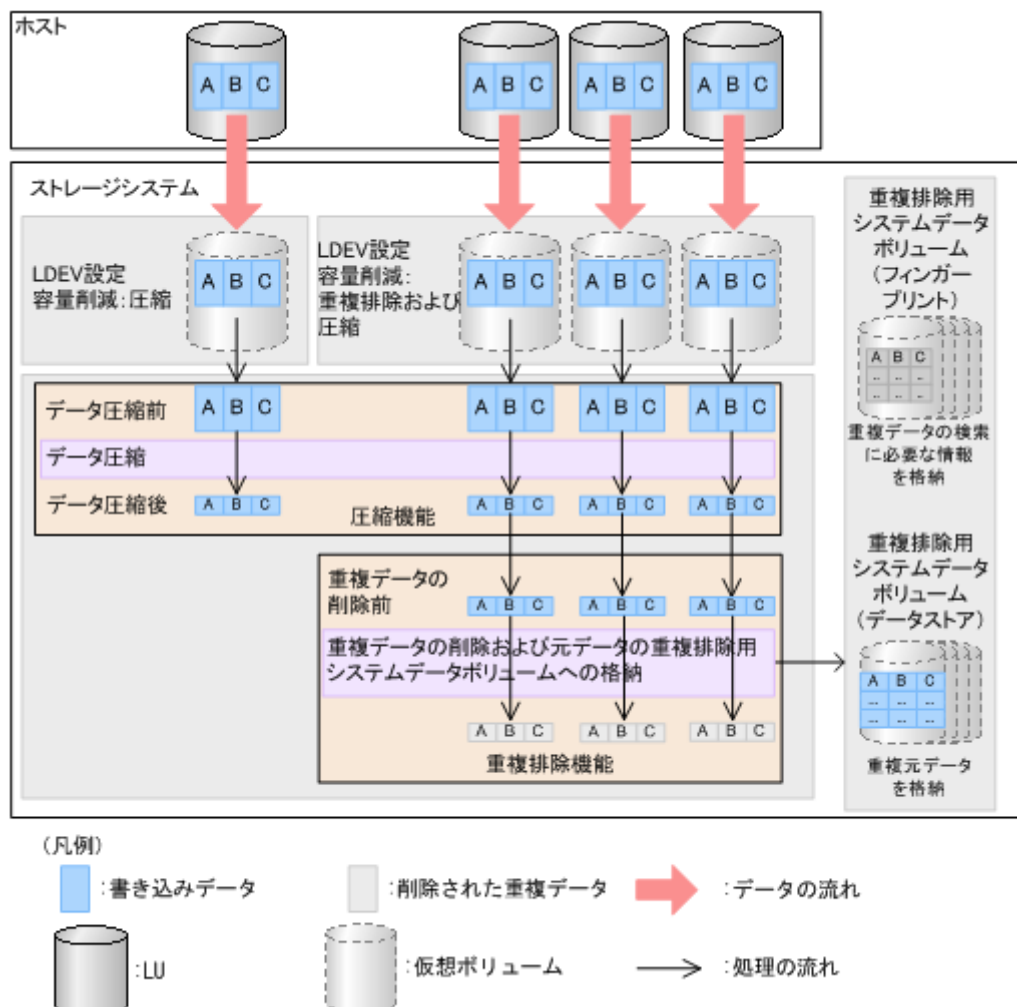 ホスト
A B C
A B C
A B C
A B C
ストレージシステム
LDEV設定
容量削減：圧縮
A B C
LDEV設定
容量削減：
重複排除および
圧縮
A B C
A B C
A B C
データ圧縮前
A B C
A B C
A B C
A B C
データ圧縮
データ圧縮後
A B C
A B C
A B C
A B C
圧縮機能
重複データの
削除前
A B C
A B C
A B C
重複データの削除および元データの重複排除用
システムデータボリュームへの格納
A B C
A B C
A B C
重複排除機能
重複排除用
システムデータ
ボリューム
（フィンガー
プリント）
A B C
... ... ...
... ... ...
重複データの検索
に必要な情報
を格納
重複排除用
システムデータ
ボリューム
（データストア）
A B C
... ... ...
... ... ...
重複元データ
を格納
（凡例）
：書き込みデータ
：削除された重複データ
：データの流れ
：LU
：仮想ボリューム
：処理の流れ